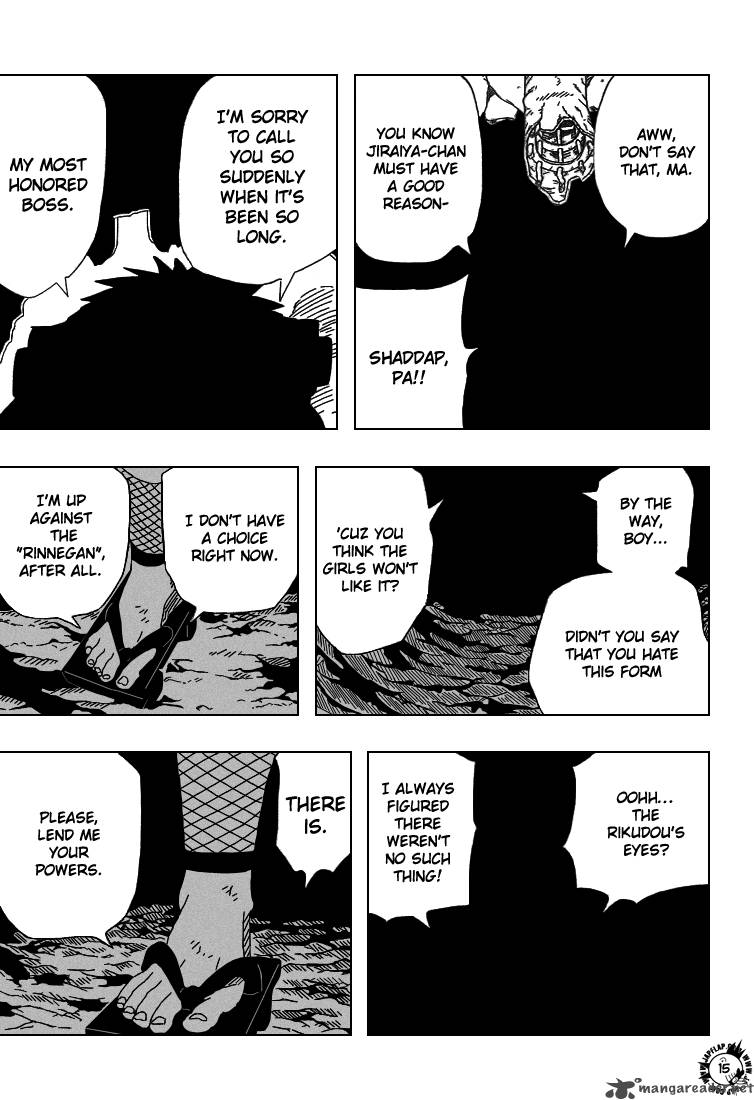 AWW,
DON'T SAY
THAT, MA.
YOU KNOW
JIRAIYA-CHAN
MUST HAVE
A GOOD
REASON-
SHADDAP,
PA!!
I'M SORRY
TO CALL
YOU SO
SUDDENLY
WHEN IT'S
BEEN SO
LONG.
MY MOST
HONORED
BOSS.
BY THE
WAY,
BOY...
DIDN'T YOU SAY
THAT YOU HATE
THIS FORM
'CUZ YOU
THINK THE
GIRLS WON'T
LIKE IT?
I DON'T HAVE
A CHOICE
RIGHT NOW.
I'M UP
AGAINST
THE
"RINNEGAN",
AFTER ALL.
OOHH...
THE
RIKUDOU'S
EYES?
I ALWAYS
FIGURED
THERE
WEREN'T
NO SUCH
THING!
THERE
IS.
PLEASE,
LEND ME
YOUR
POWERS.
15
mangareader.net